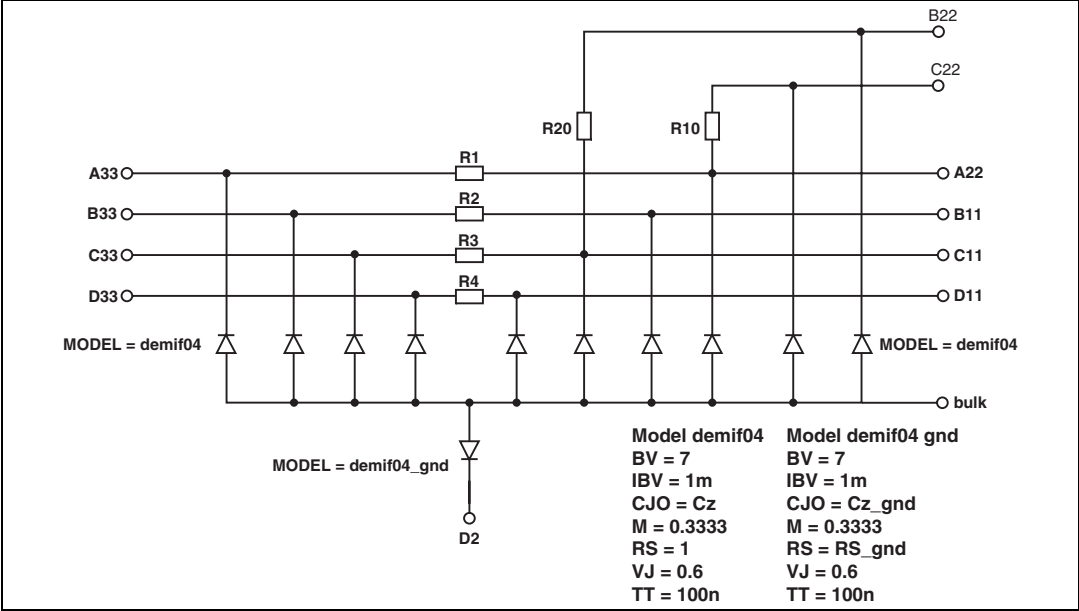 B22
C22
R20
R10
A33
R1
A22
B33
R2
B11
C33
R3
C11
D33
R4
D11
MODEL = demif04
MODEL = demif04
bulk
MODEL = demif04_gnd
D2
Model demif04
BV = 7
IBV = 1m
CJO = Cz
M = 0.3333
RS = 1
VJ = 0.6
TT = 100n
Model demif04 gnd
BV = 7
IBV = 1m
CJO = Cz_gnd
M = 0.3333
RS = RS_gnd
VJ = 0.6
TT = 100n